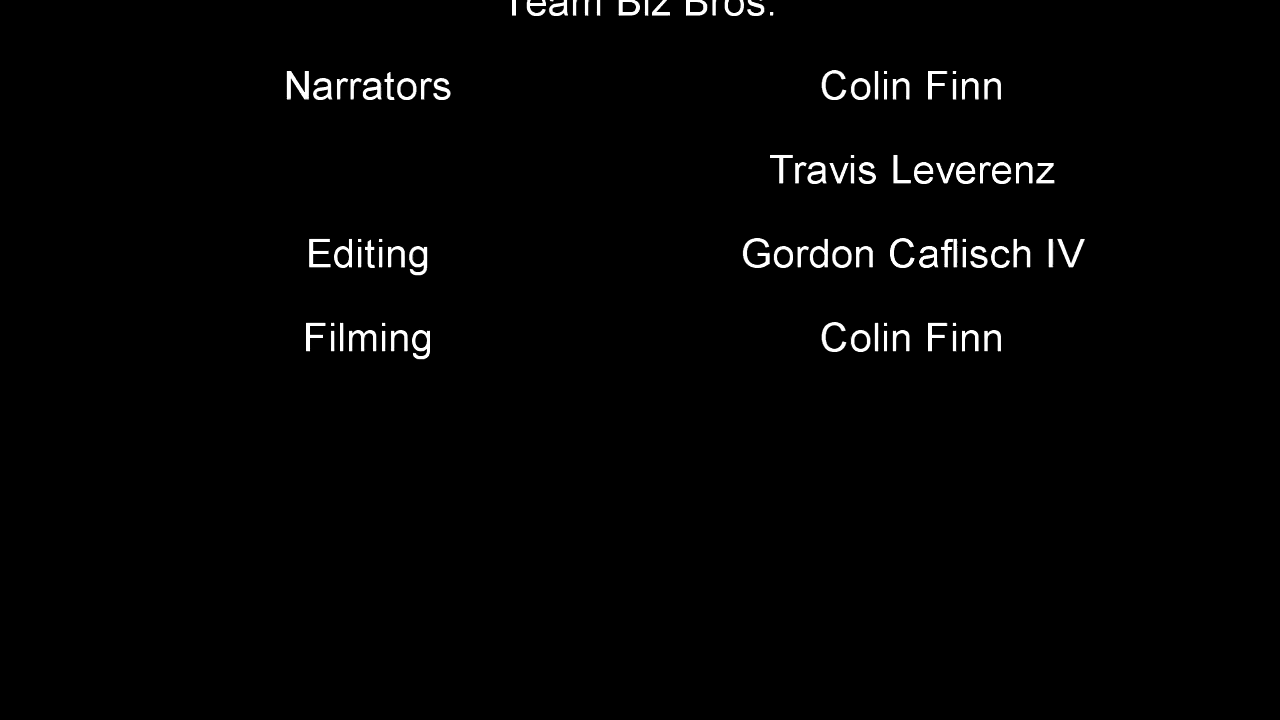 Team Biz Bros.
Narrators Colin Finn
Travis Leverenz
Editing Gordon Caflisch IV
Filming Colin Finn